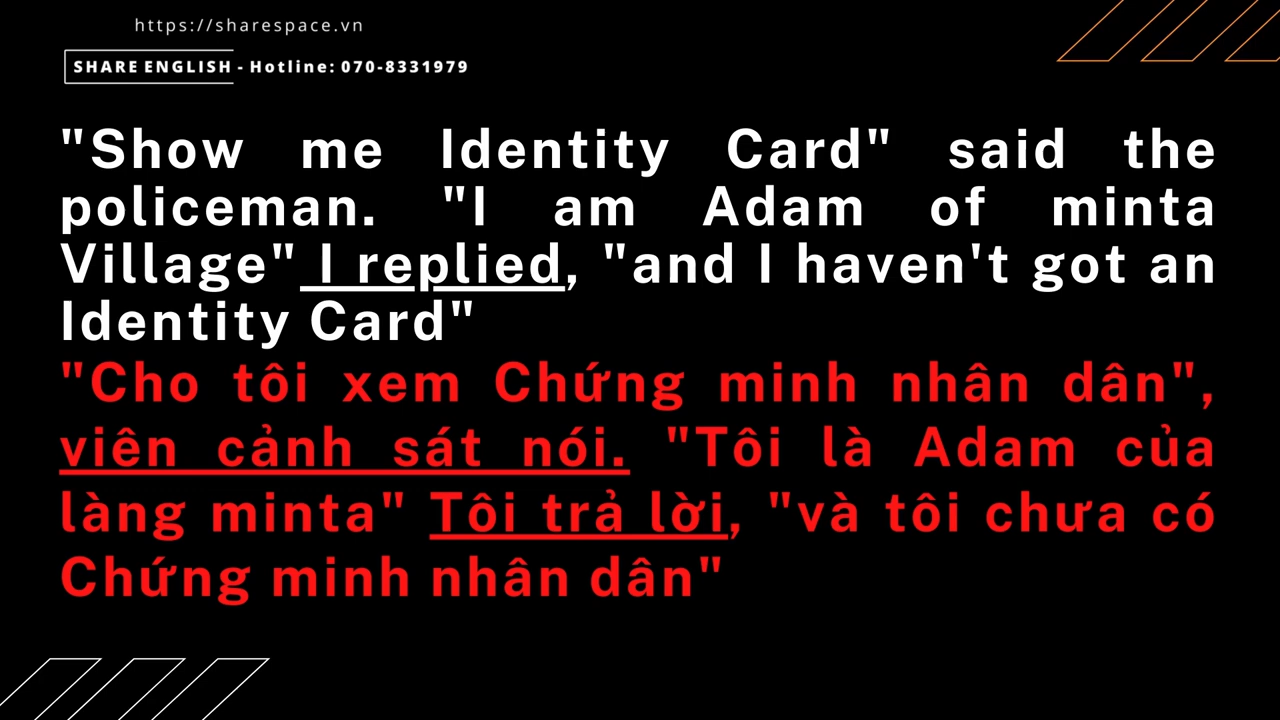 https://sharespace.vn
SHARE ENGLISH - Hotline: 070-8331979
"Show me Identity Card" said the
policeman. "I am Adam of minta
Village" I replied, "and I haven't got an
Identity Card"
"Cho tôi xem Chứng minh nhân dân",
viên cảnh sát nói. "Tôi là Adam của
làng minta" Tôi trả lời, "và tôi chưa có
Chứng minh nhân dân"